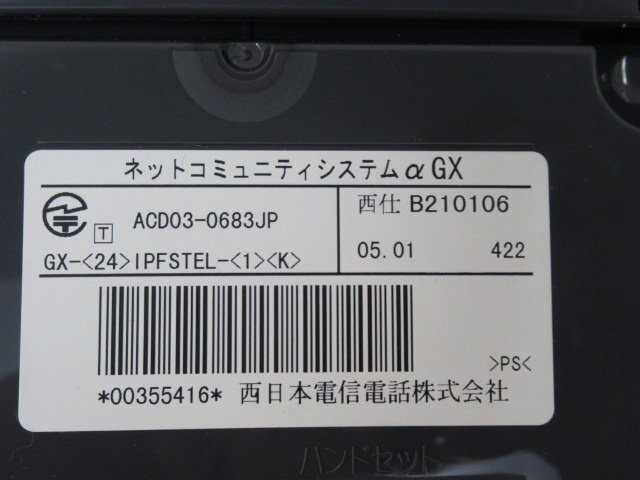 ネットコミュニティシステムαGX
T ACD03-0683JP
西仕 B210106
GX-<24>IPFSTEL-<1><K>
05.01 422
>PS<
*00355416* 西日本電信電話株式会社
ハンドセット